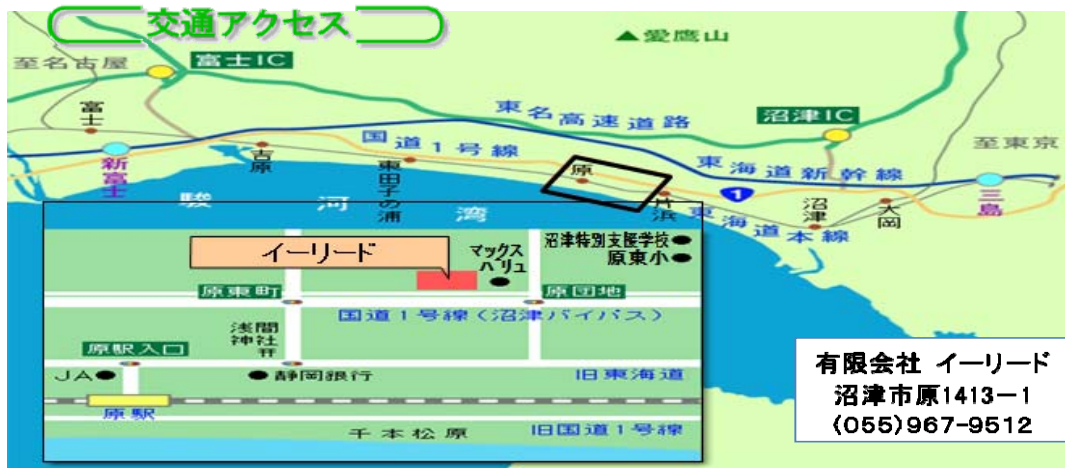 交通アクセス
▲愛鷹山
至名古屋
富士IC
東名高速道路
沼津IC
富士
国道1号線
至東京
新富士
吉原
東田子の浦
原
東海道新幹線
1
片浜
三島
沼津
大岡
東海道本線
駿河湾
イーリード
マックスバリュ
沼津特別支援学校●
原東小●
原東町
原団地
国道1号線(沼津バイパス)
浅間神社
原駅入口
JA●
●静岡銀行
旧東海道
原駅
千本松原
旧国道1号線
有限会社 イーリード
沼津市原1413-1
(055)967-9512